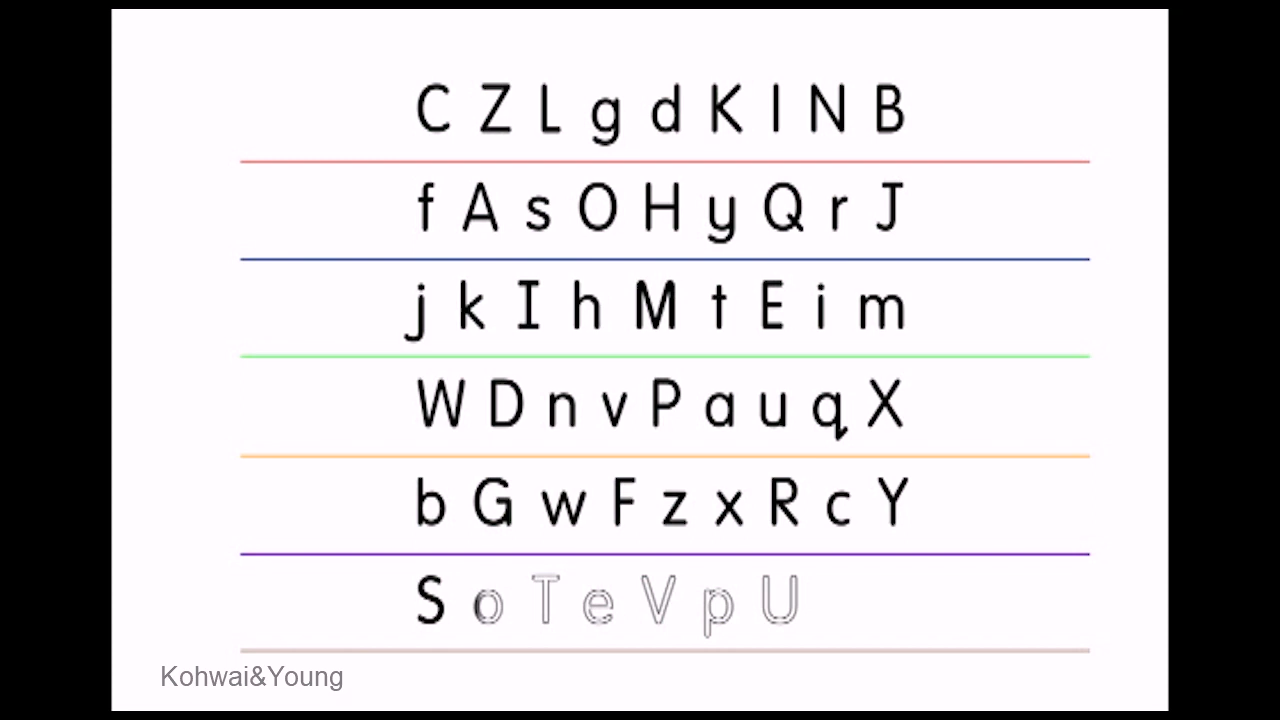 C Z L g d K l N B
f A s O H y Q r J
j k I h M t E i m
W D n v P a u q X
b G w F z x R c Y
S o T e V p U
Kohwai&Young